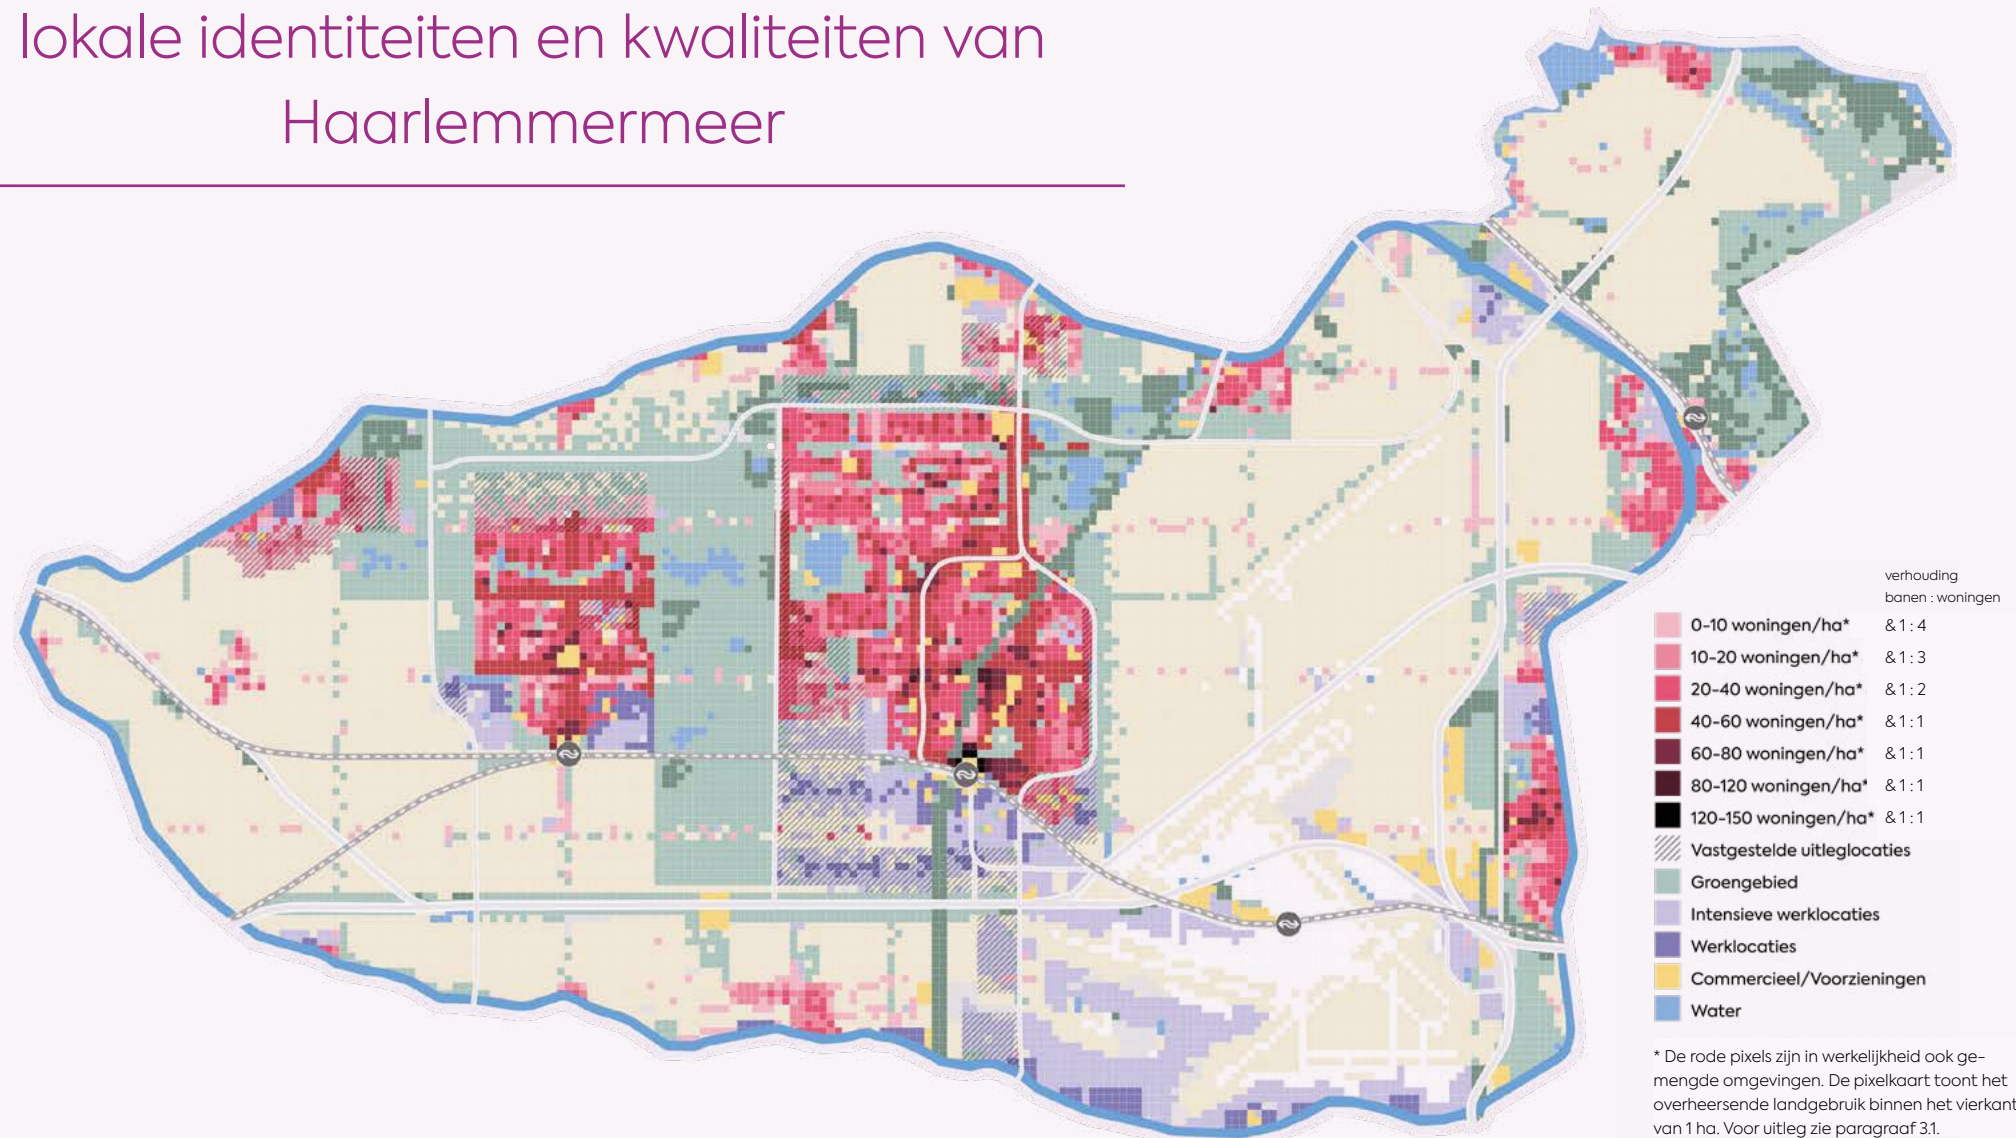 lokale identiteiten en kwaliteiten van
Haarlemmermeer
verhouding
banen : woningen
0-10 woningen/ha* & 1 : 4
10-20 woningen/ha* & 1 : 3
20-40 woningen/ha* & 1 : 2
40-60 woningen/ha* & 1 : 1
60-80 woningen/ha* & 1 : 1
80-120 woningen/ha* & 1 : 1
120-150 woningen/ha* & 1 : 1
Vastgestelde uitleglocaties
Groengebied
Intensieve werklocaties
Werklocaties
Commercieel/Voorzieningen
Water
* De rode pixels zijn in werkelijkheid ook ge-
mengde omgevingen. De pixelkaart toont het
overheersende landgebruik binnen het vierkant
van 1 ha. Voor uitleg zie paragraaf 3.1.